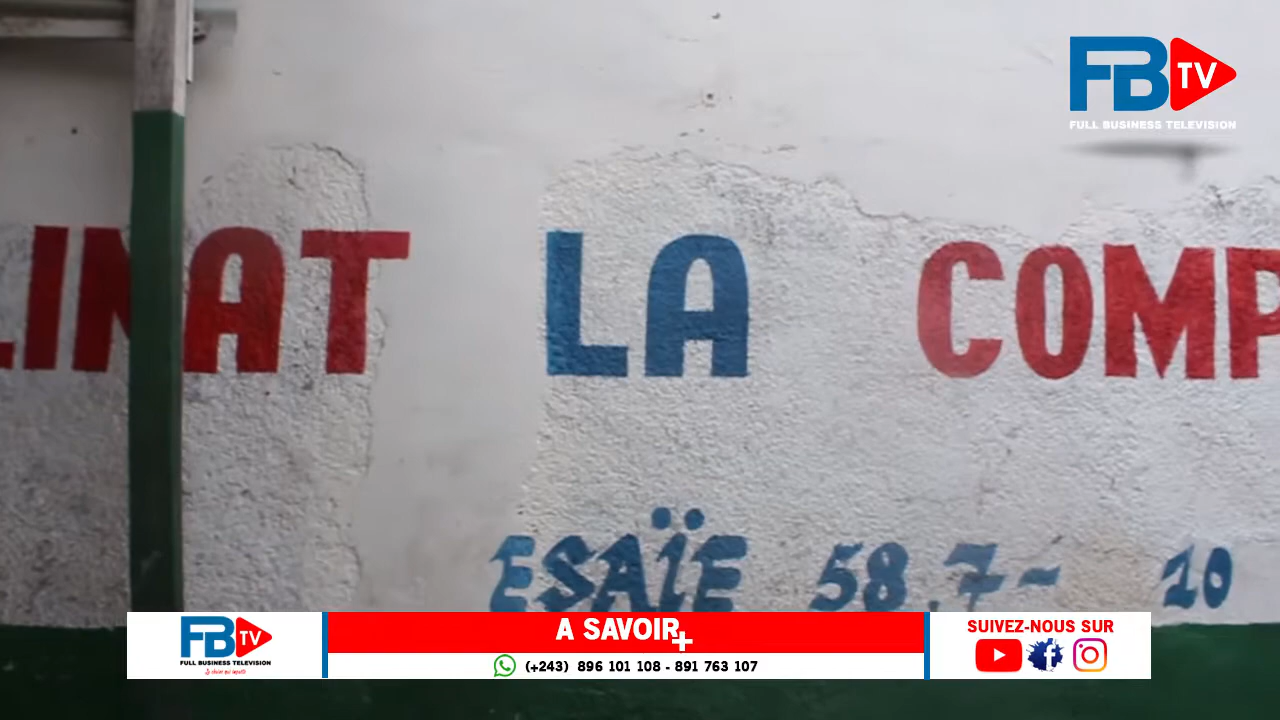 FB TV
FULL BUSINESS TELEVISION
LINAT LA COMP
ESAÏE 58.7- 10
FB TV
FULL BUSINESS TELEVISION
A SAVOIR+
(+243) 896 101 108 - 891 763 107
SUIVEZ-NOUS SUR